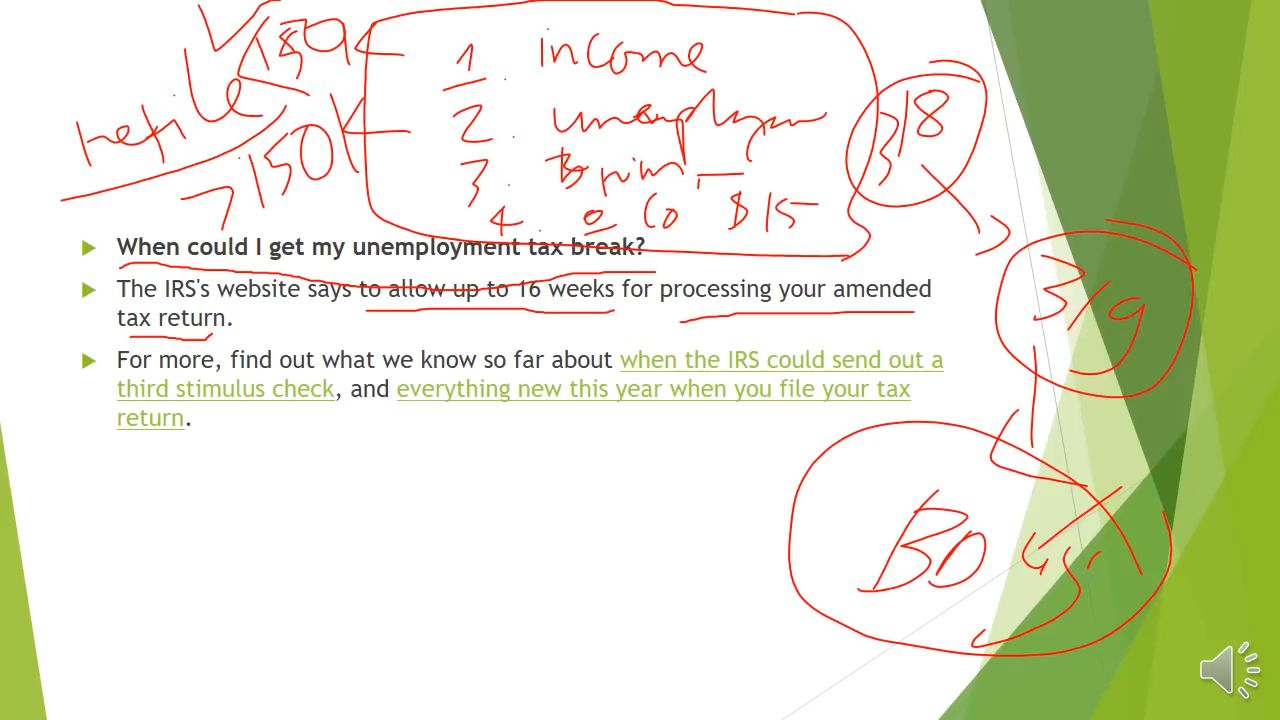 1 income
2. unemploym
3.
4. $15
150
150
318
319
When could I get my unemployment tax break?
The IRS's website says to allow up to 16 weeks for processing your amended
tax return.
For more, find out what we know so far about when the IRS could send out a
third stimulus check, and everything new this year when you file your tax
return.